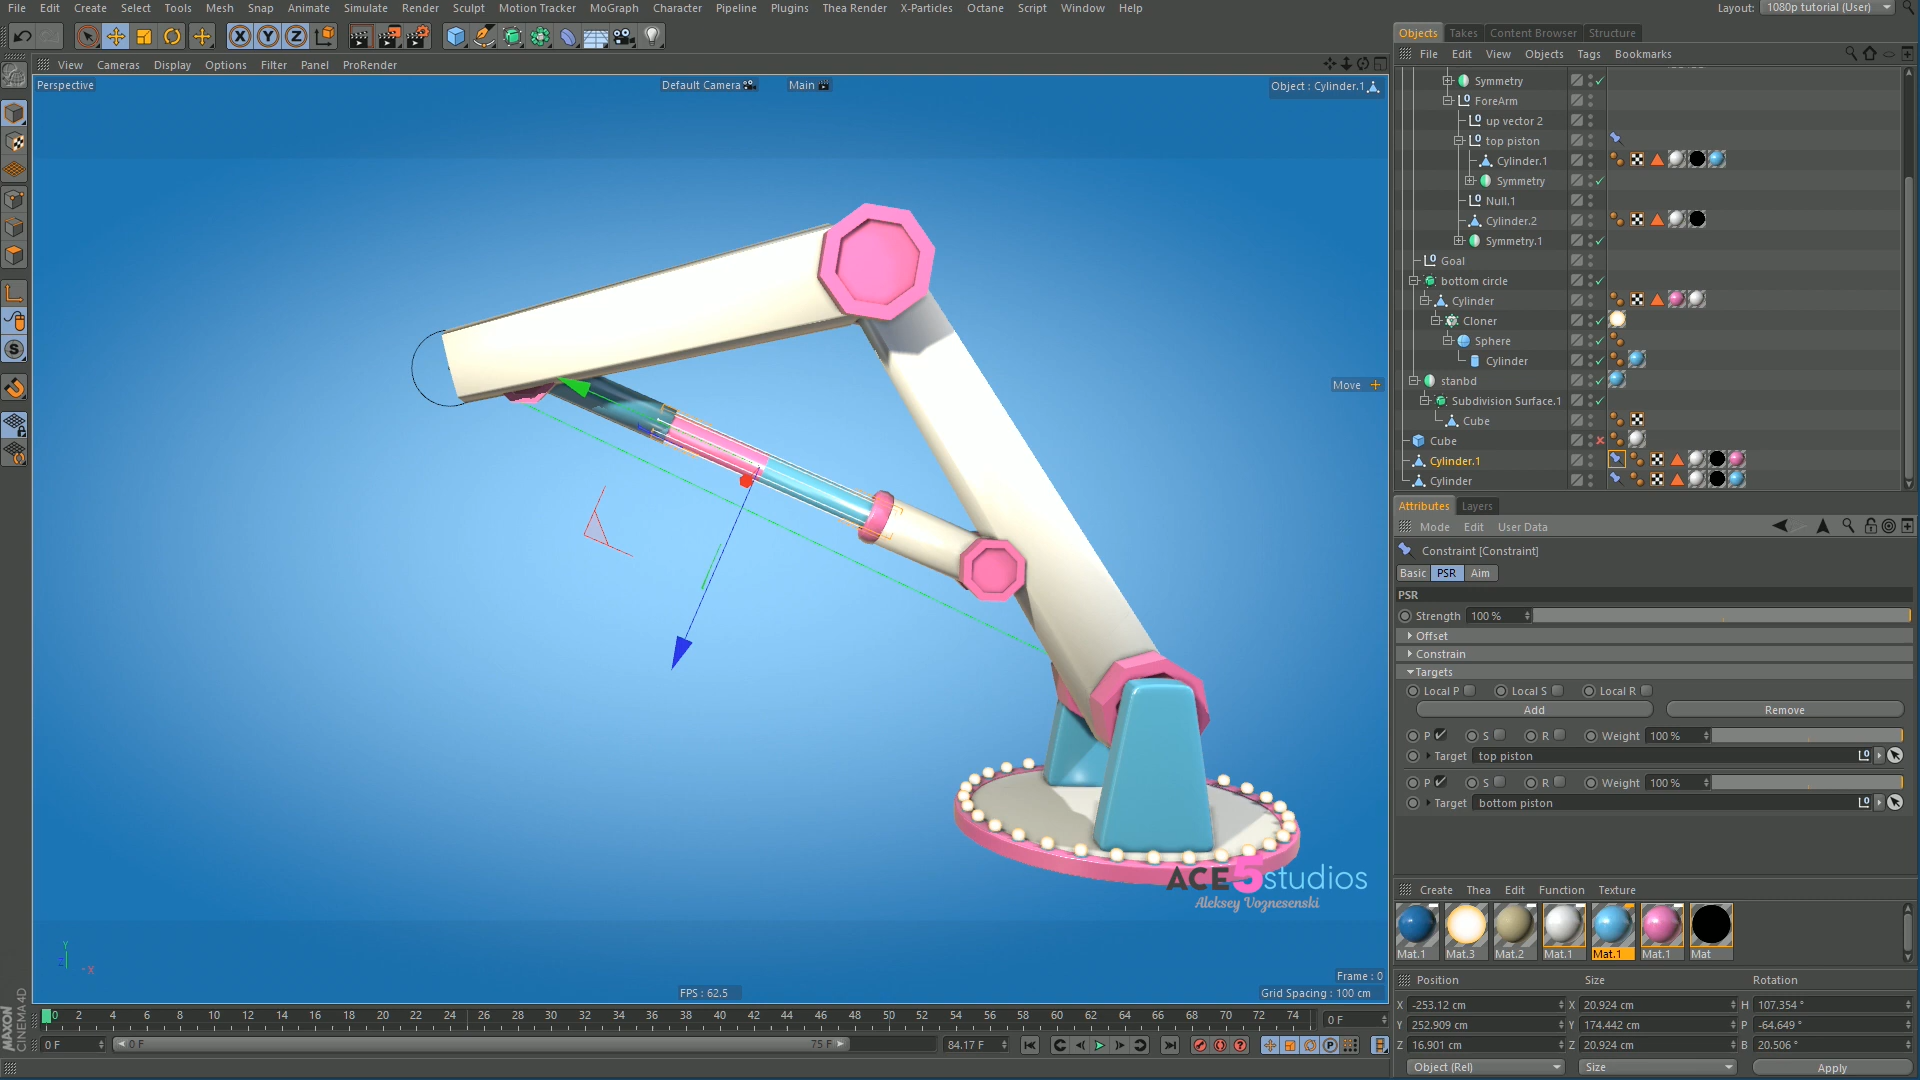 File Edit Create Select Tools Mesh Snap Animate Simulate Render Sculpt Motion Tracker MoGraph Character Pipeline Plugins Thea Render X-Particles Octane Script Window Help
Layout: 1080p tutorial (User)
View Cameras Display Options Filter Panel ProRender
Perspective
Default Camera
Main
Object : Cylinder.1
Move
ACE5studios
Aleksey Voznesenski
Y
Z
-X
FPS : 62.5
Frame : 0
Grid Spacing : 100 cm
Objects Takes Content Browser Structure
File Edit View Objects Tags Bookmarks
Symmetry
ForeArm
up vector 2
top piston
Cylinder.1
Symmetry
Null.1
Cylinder.2
Symmetry.1
Goal
bottom circle
Cylinder
Cloner
Sphere
Cylinder
stanbd
Subdivision Surface.1
Cube
Cube
Cylinder.1
Cylinder
Attributes Layers
Mode Edit User Data
Constraint [Constraint]
Basic PSR Aim
PSR
Strength 100 %
Offset
Constrain
Targets
Local P Local S Local R
Add Remove
P S R Weight 100 %
Target top piston
P S R Weight 100 %
Target bottom piston
Create Thea Edit Function Texture
Mat.1 Mat.3 Mat.2 Mat.1 Mat.1 Mat.1 Mat
Position Size Rotation
X -253.12 cm X 20.924 cm H 107.354 °
Y 252.909 cm Y 174.442 cm P -64.649 °
Z 16.901 cm Z 20.924 cm B 20.506 °
Object (Rel) Size Apply
0 2 4 6 8 10 12 14 16 18 20 22 24 26 28 30 32 34 36 38 40 42 44 46 48 50 52 54 56 58 60 62 64 66 68 70 72 74
0 F
0 F 0 F 75 F 84.17 F
MAXON
CINEMA 4D